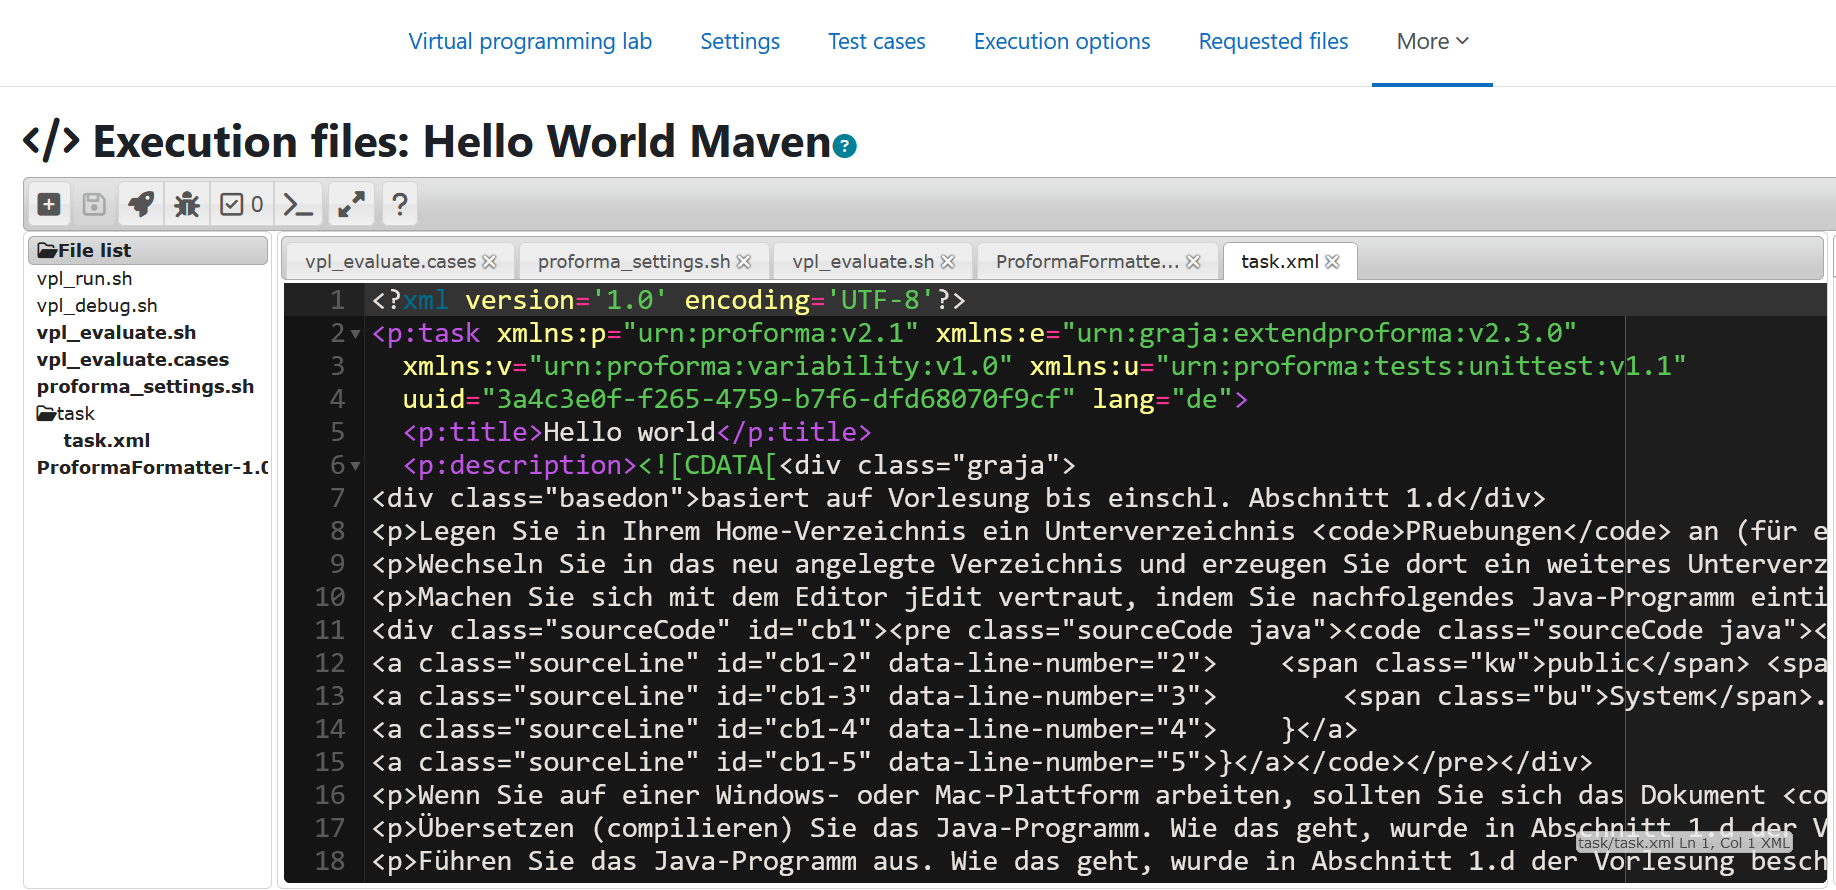 Virtual programming lab Settings Test cases Execution options Requested files More
</> Execution files: Hello World Maven ?
0 ?
File list
vpl_run.sh
vpl_debug.sh
vpl_evaluate.sh
vpl_evaluate.cases
proforma_settings.sh
task
task.xml
ProformaFormatter-1.0
vpl_evaluate.cases proforma_settings.sh vpl_evaluate.sh ProformaFormatte... task.xml
1 <?xml version='1.0' encoding='UTF-8'?>
2 <p:task xmlns:p="urn:proforma:v2.1" xmlns:e="urn:graja:extendproforma:v2.3.0"
3 xmlns:v="urn:proforma:variability:v1.0" xmlns:u="urn:proforma:tests:unittest:v1.1"
4 uuid="3a4c3e0f-f265-4759-b7f6-dfd68070f9cf" lang="de">
5 <p:title>Hello world</p:title>
6 <p:description><![CDATA[<div class="graja">
7 <div class="basedon">basiert auf Vorlesung bis einschl. Abschnitt 1.d</div>
8 <p>Legen Sie in Ihrem Home-Verzeichnis ein Unterverzeichnis <code>PRuebungen</code> an (für e
9 <p>Wechseln Sie in das neu angelegte Verzeichnis und erzeugen Sie dort ein weiteres Unterverz
10 <p>Machen Sie sich mit dem Editor jEdit vertraut, indem Sie nachfolgendes Java-Programm einti
11 <div class="sourceCode" id="cb1"><pre class="sourceCode java"><code class="sourceCode java"><
12 <a class="sourceLine" id="cb1-2" data-line-number="2"> <span class="kw">public</span> <spa
13 <a class="sourceLine" id="cb1-3" data-line-number="3"> <span class="bu">System</span>.
14 <a class="sourceLine" id="cb1-4" data-line-number="4"> }</a>
15 <a class="sourceLine" id="cb1-5" data-line-number="5">}</a></code></pre></div>
16 <p>Wenn Sie auf einer Windows- oder Mac-Plattform arbeiten, sollten Sie sich das Dokument <co
17 <p>Übersetzen (compilieren) Sie das Java-Programm. Wie das geht, wurde in Abschnitt 1.d der V
18 <p>Führen Sie das Java-Programm aus. Wie das geht, wurde in Abschnitt 1.d der Vorlesung besch
task/task.xml Ln 1, Col 1 XML